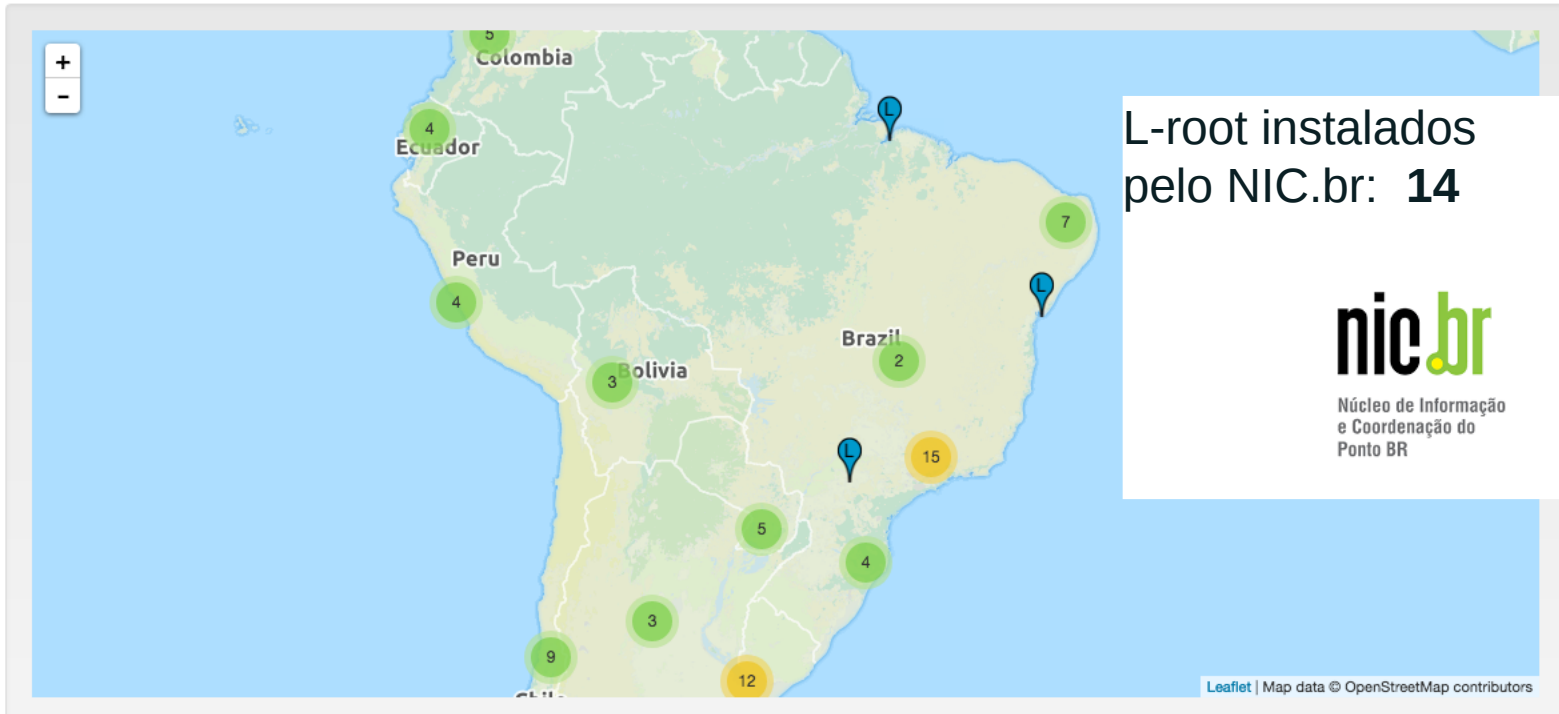 +
-
5
Colombia
4
Ecuador
L
L-root instalados
pelo NIC.br: 14
7
Peru
4
L
Brazil
2
3
Bolivia
nic.br
Núcleo de Informação
e Coordenação do
Ponto BR
L
15
5
4
3
9
12
Chile
Leaflet | Map data © OpenStreetMap contributors